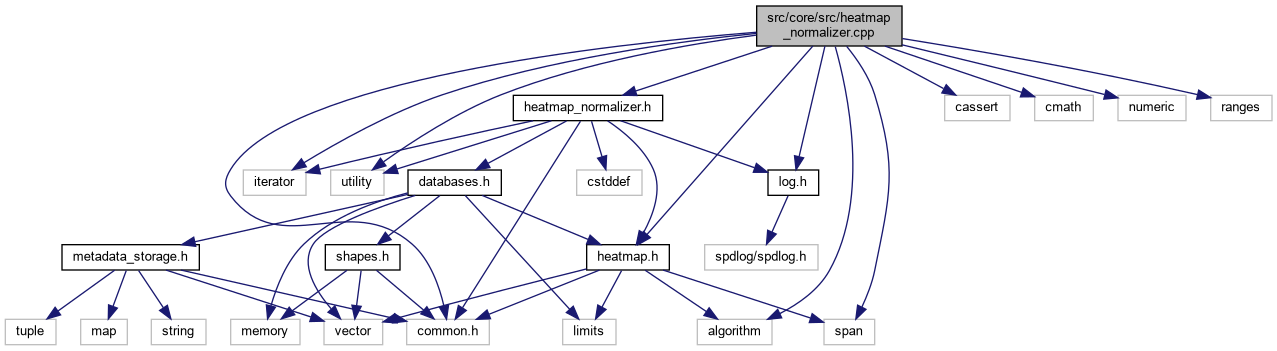 src/core/src/heatmap
_normalizer.cpp
heatmap_normalizer.h
cassert
cmath
numeric
ranges
iterator
utility
databases.h
cstddef
log.h
metadata_storage.h
shapes.h
heatmap.h
spdlog/spdlog.h
tuple
map
string
memory
vector
common.h
limits
algorithm
span